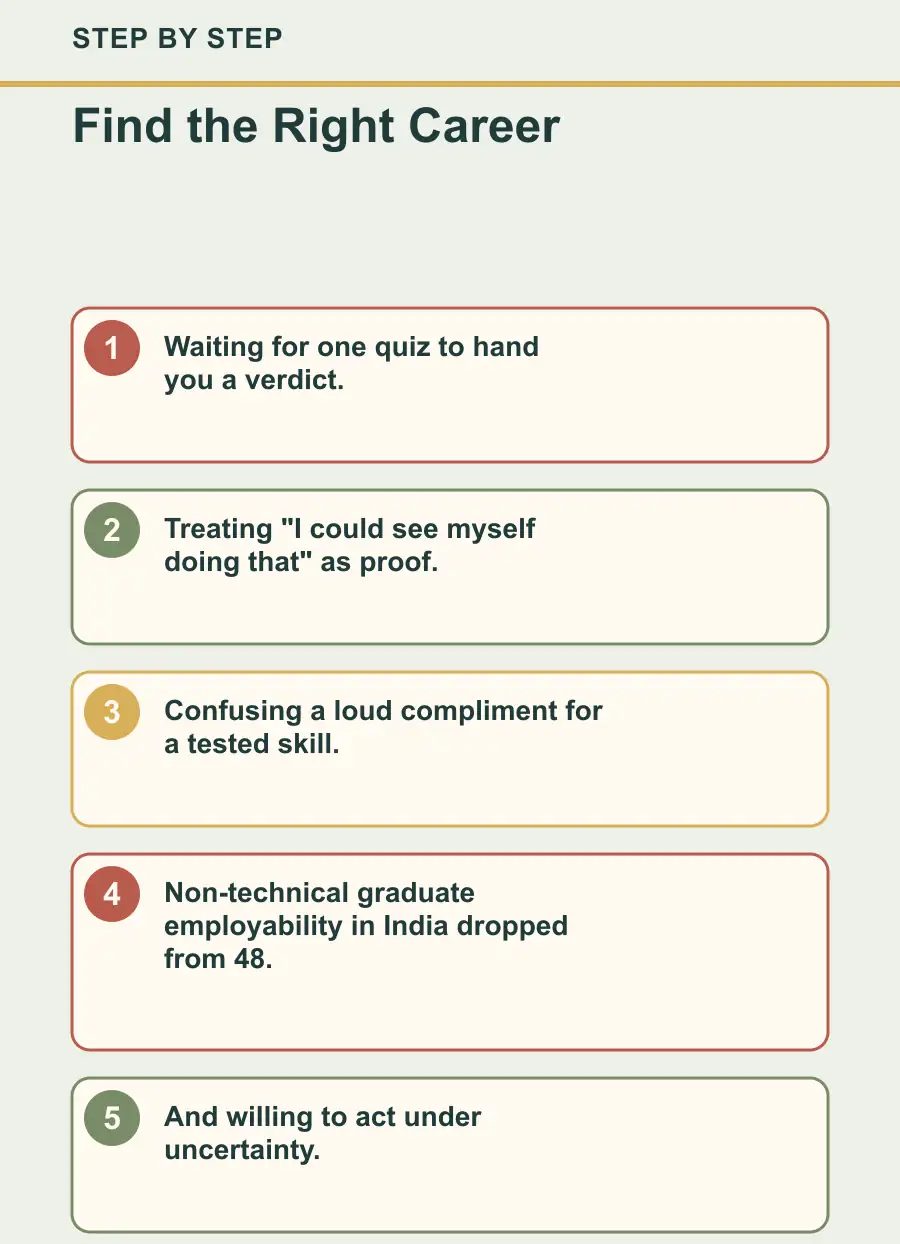 STEP BY STEP
Find the Right Career
1
Waiting for one quiz to hand
you a verdict.
2
Treating "I could see myself
doing that" as proof.
3
Confusing a loud compliment for
a tested skill.
4
Non-technical graduate
employability in India dropped
from 48.
5
And willing to act under
uncertainty.